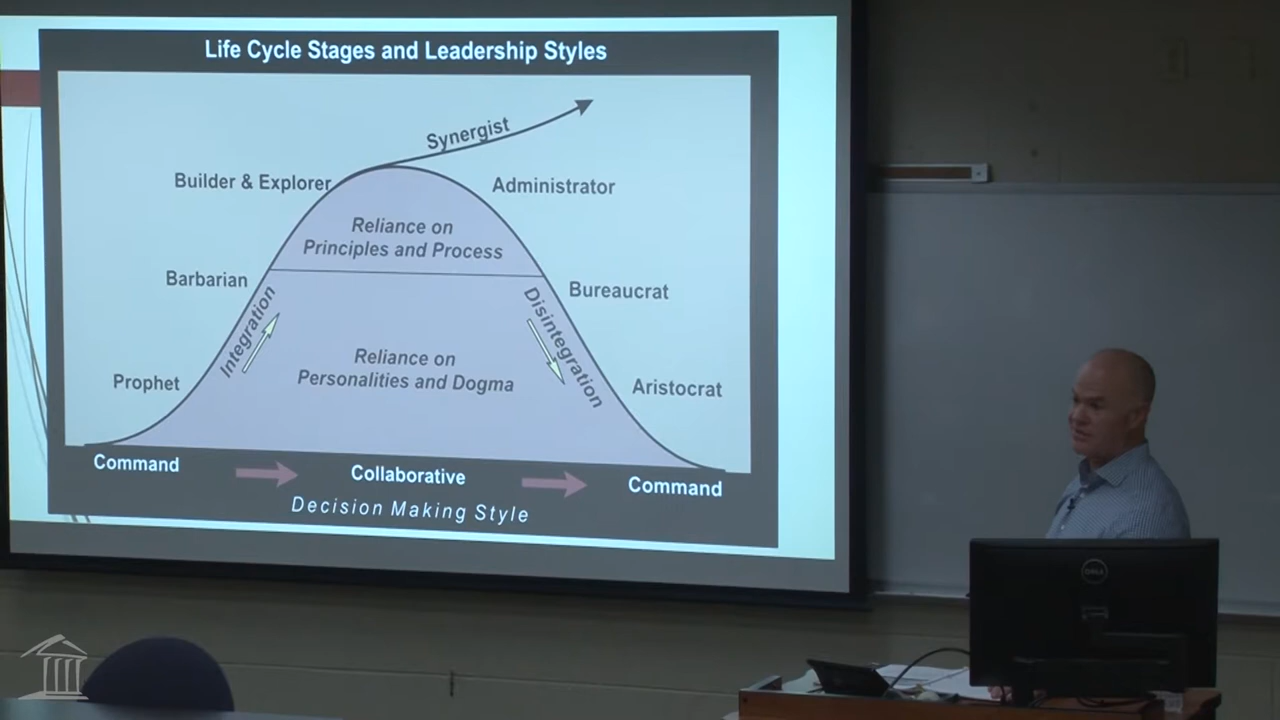 Life Cycle Stages and Leadership Styles
Synergist
Builder & Explorer
Administrator
Reliance on
Principles and Process
Barbarian
Bureaucrat
Integration
Disintegration
Reliance on
Personalities and Dogma
Prophet
Aristocrat
Command
Collaborative
Command
Decision Making Style
DELL